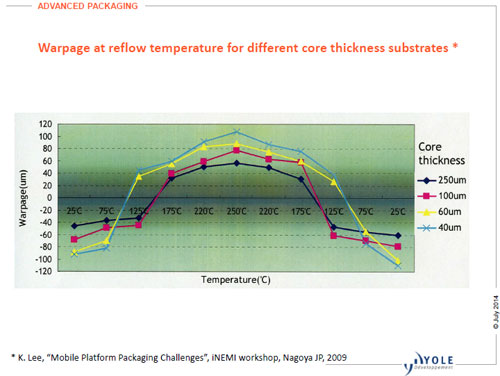 ADVANCED PACKAGING
Warpage at reflow temperature for different core thickness substrates *
120
100
80
60
40
20
0
-20
-40
-60
-80
-100
-120
Warpage(um)
25℃ 75℃ 125℃ 175℃ 220℃ 250℃ 220℃ 175℃ 125℃ 75℃ 25℃
Temperature(℃)
Core
thickness
250um
100um
60um
40um
© July 2014
* K. Lee, "Mobile Platform Packaging Challenges", iNEMI workshop, Nagoya JP, 2009
YOLE
Développement